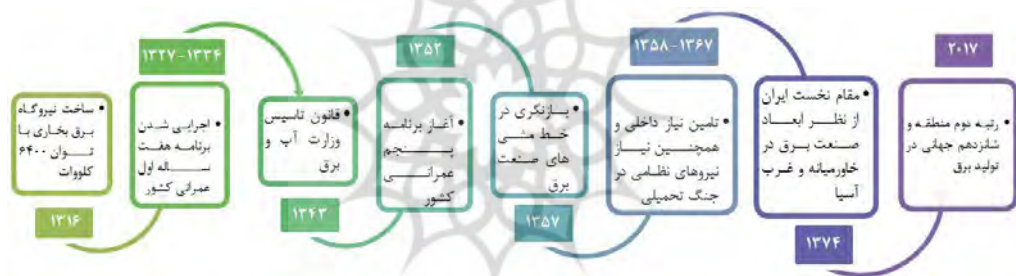 ساخت نیروگاه
برق بخاری با
توان ۶۴۰۰
کلووات
۱۳۱۶
۱۳۲۷-۱۳۳۴
اجرایی شدن
برنامه هفت
ساله اول
عمرانی کشور
قانون تاسیس
وزارت آب و
برق
۱۳۴۳
۱۳۵۲
آغاز برنامه
پنجم
عمرانی
کشور
بازنگری در
خط مشی
های صنعت
برق
۱۳۵۷
۱۳۵۸-۱۳۶۷
تامین نیاز داخلی و
همچنین نیاز
نیروهای نظامی در
جنگ تحمیلی
مقام نخست ایران
از نظر ابعاد
صنعت برق در
خاورمیانه و غرب
آسیا
۱۳۷۴
۲۰۱۷
رتبه دوم منطقه و
شانزدهم جهانی در
تولید برق